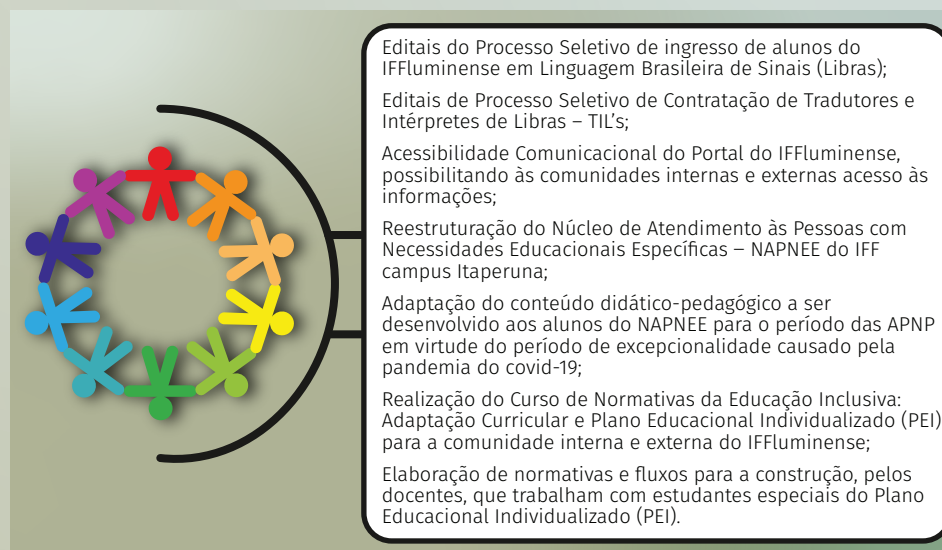 Editais do Processo Seletivo de ingresso de alunos do
IFFluminense em Linguagem Brasileira de Sinais (Libras);
Editais de Processo Seletivo de Contratação de Tradutores e
Intérpretes de Libras – TIL's;
Acessibilidade Comunicacional do Portal do IFFluminense,
possibilitando às comunidades internas e externas acesso às
informações;
Reestruturação do Núcleo de Atendimento às Pessoas com
Necessidades Educacionais Específicas – NAPNEE do IFF
campus Itaperuna;
Adaptação do conteúdo didático-pedagógico a ser
desenvolvido aos alunos do NAPNEE para o período das APNP
em virtude do período de excepcionalidade causado pela
pandemia do covid-19;
Realização do Curso de Normativas da Educação Inclusiva:
Adaptação Curricular e Plano Educacional Individualizado (PEI)
para a comunidade interna e externa do IFFluminense;
Elaboração de normativas e fluxos para a construção, pelos
docentes, que trabalham com estudantes especiais do Plano
Educacional Individualizado (PEI).